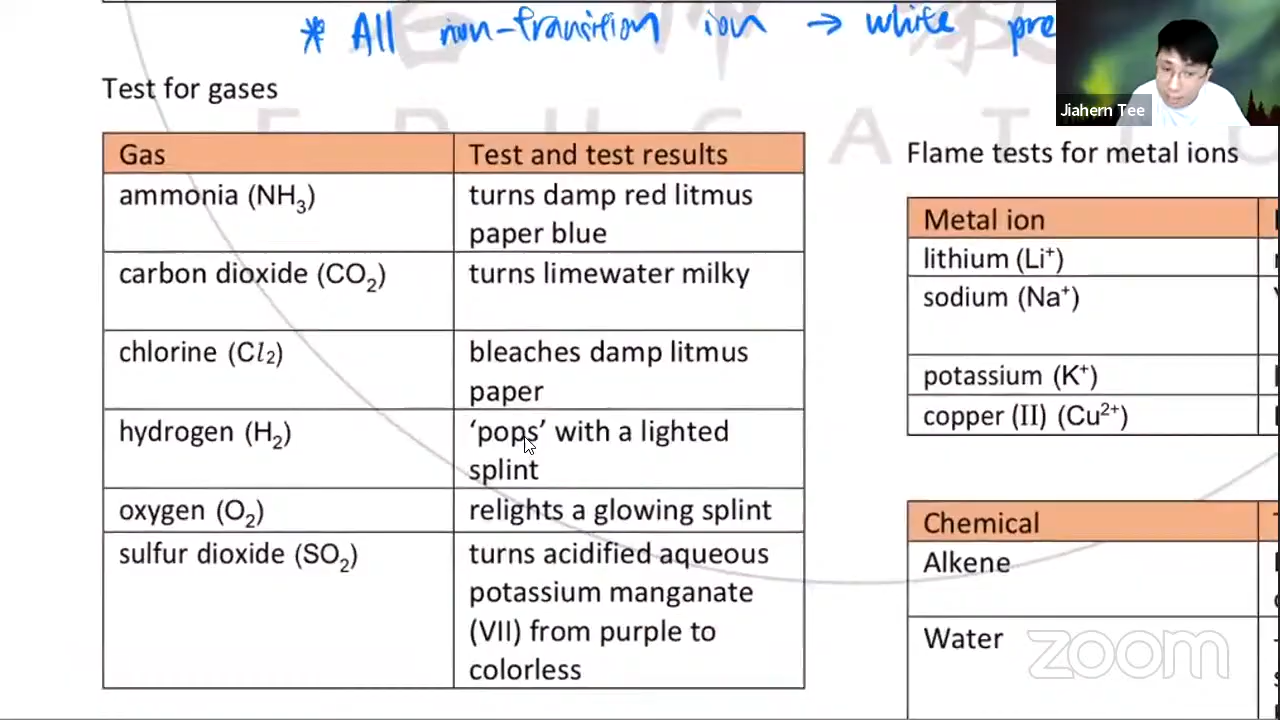 * All non-transition ion → white
Test for gases
Gas
Test and test results
ammonia (NH₃)
turns damp red litmus
paper blue
carbon dioxide (CO₂)
turns limewater milky
chlorine (Cl₂)
bleaches damp litmus
paper
hydrogen (H₂)
‘pops’ with a lighted
splint
oxygen (O₂)
relights a glowing splint
sulfur dioxide (SO₂)
turns acidified aqueous
potassium manganate
(VII) from purple to
colorless
Jiahern Tee
Flame tests for metal ions
Metal ion
lithium (Li⁺)
sodium (Na⁺)
potassium (K⁺)
copper (II) (Cu²⁺)
Chemical
Alkene
Water
zoom